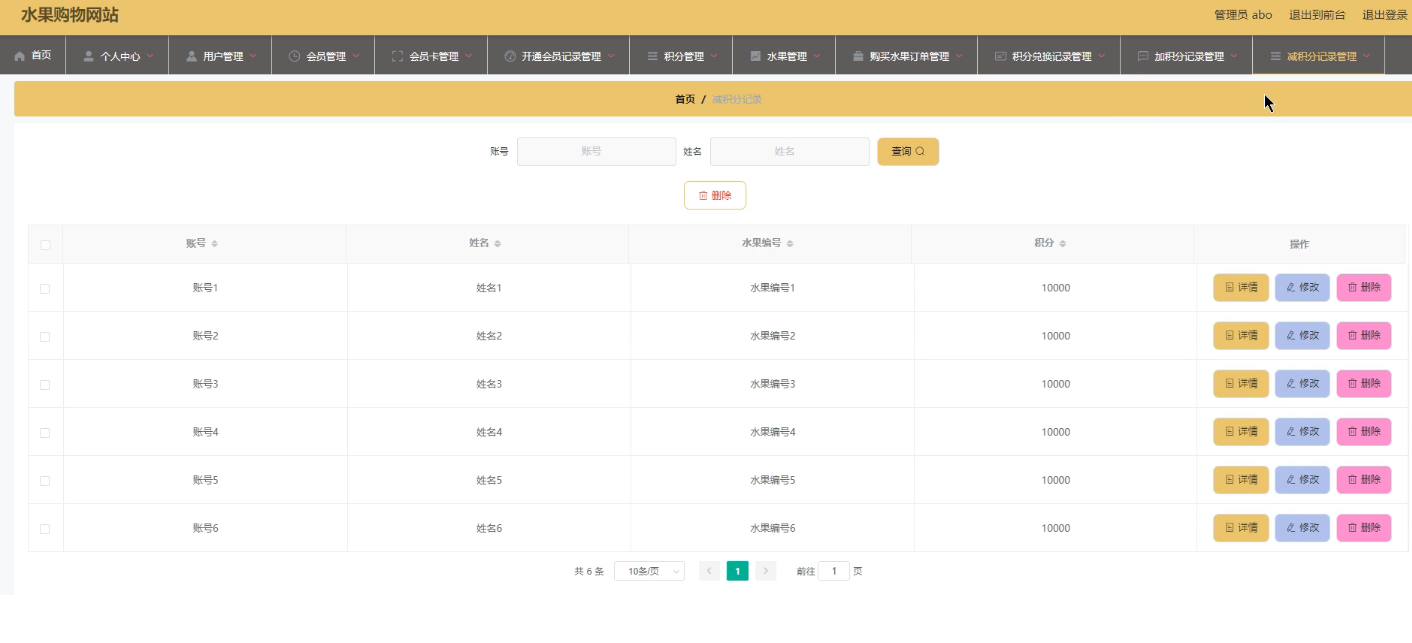 水果购物网站 管理员 abo 退出到前台 退出登录
首页 个人中心 用户管理 会员管理 会员卡管理 开通会员记录管理 积分管理 水果管理 购买水果订单管理 积分兑换记录管理 加积分记录管理 减积分记录管理
首页 / 减积分记录
账号 账号 姓名 姓名 查询
删除
账号 姓名 水果编号 积分 操作
账号1 姓名1 水果编号1 10000 详情 修改 删除
账号2 姓名2 水果编号2 10000 详情 修改 删除
账号3 姓名3 水果编号3 10000 详情 修改 删除
账号4 姓名4 水果编号4 10000 详情 修改 删除
账号5 姓名5 水果编号5 10000 详情 修改 删除
账号6 姓名6 水果编号6 10000 详情 修改 删除
共 6 条 10条/页 1 前往 1 页